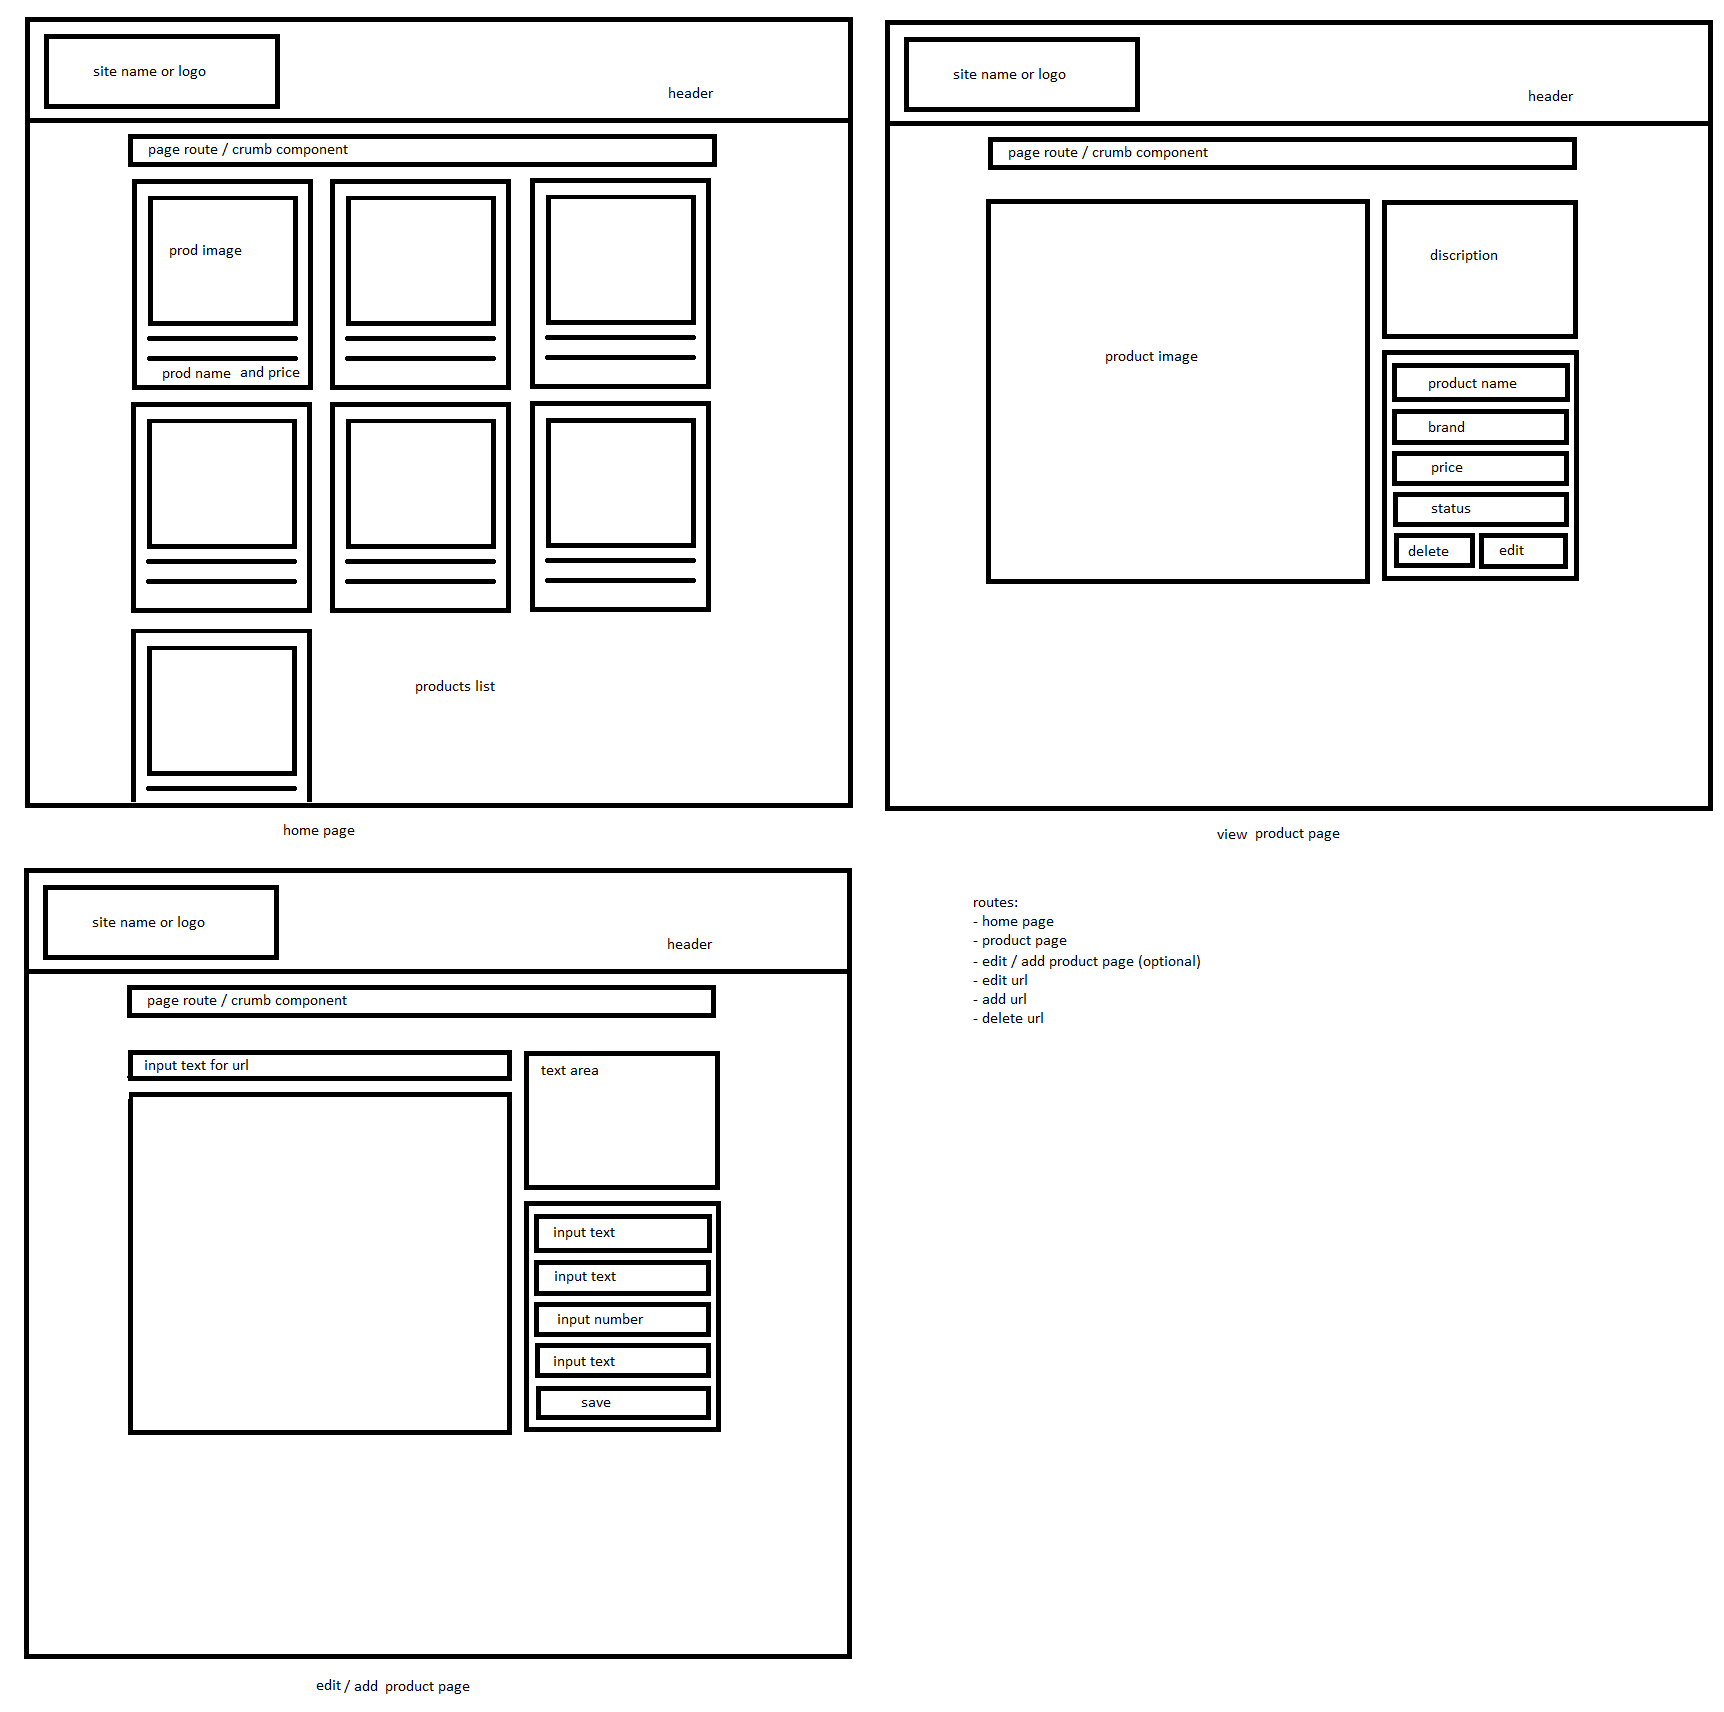 site name or logo
header
page route / crumb component
prod image
prod name and price
products list
home page
site name or logo
header
page route / crumb component
product image
discription
product name
brand
price
status
delete
edit
view product page
site name or logo
header
page route / crumb component
input text for url
text area
input text
input text
input number
input text
save
edit / add product page
routes:
- home page
- product page
- edit / add product page (optional)
- edit url
- add url
- delete url